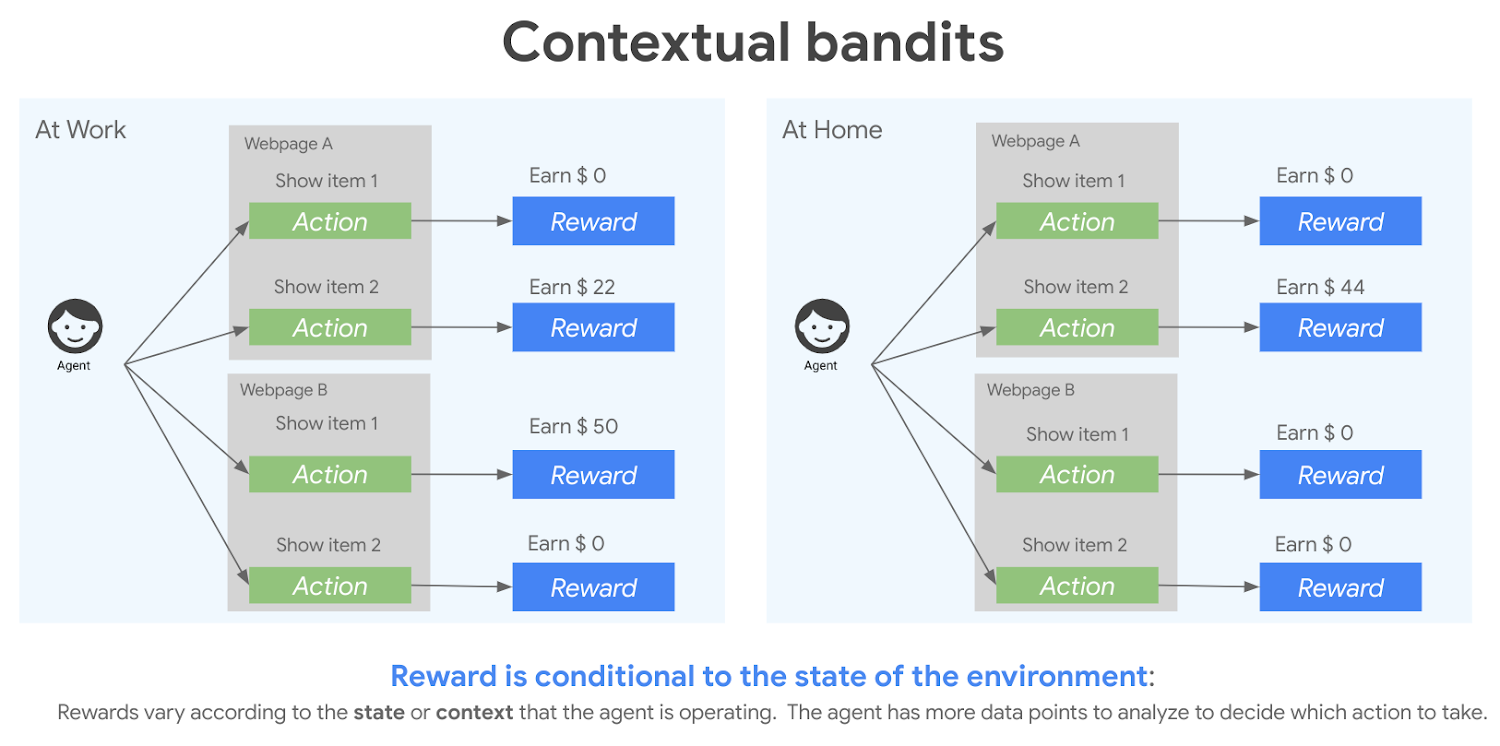 Contextual bandits
At Work
Webpage A
Show item 1
Action
Earn $ 0
Reward
Show item 2
Action
Earn $ 22
Reward
Agent
Webpage B
Show item 1
Action
Earn $ 50
Reward
Show item 2
Action
Earn $ 0
Reward
At Home
Webpage A
Show item 1
Action
Earn $ 0
Reward
Show item 2
Action
Earn $ 44
Reward
Agent
Webpage B
Show item 1
Action
Earn $ 0
Reward
Show item 2
Action
Earn $ 0
Reward
Reward is conditional to the state of the environment:
Rewards vary according to the state or context that the agent is operating. The agent has more data points to analyze to decide which action to take.